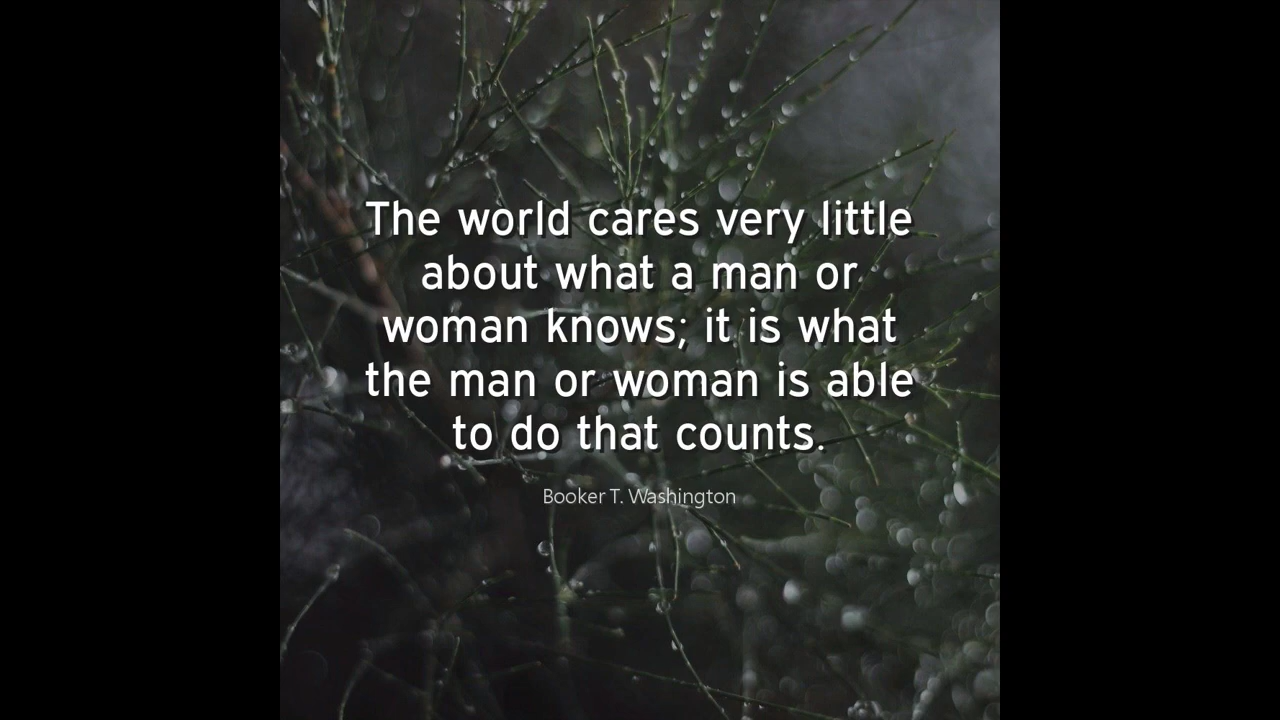 The world cares very little
about what a man or
woman knows; it is what
the man or woman is able
to do that counts.
Booker T. Washington